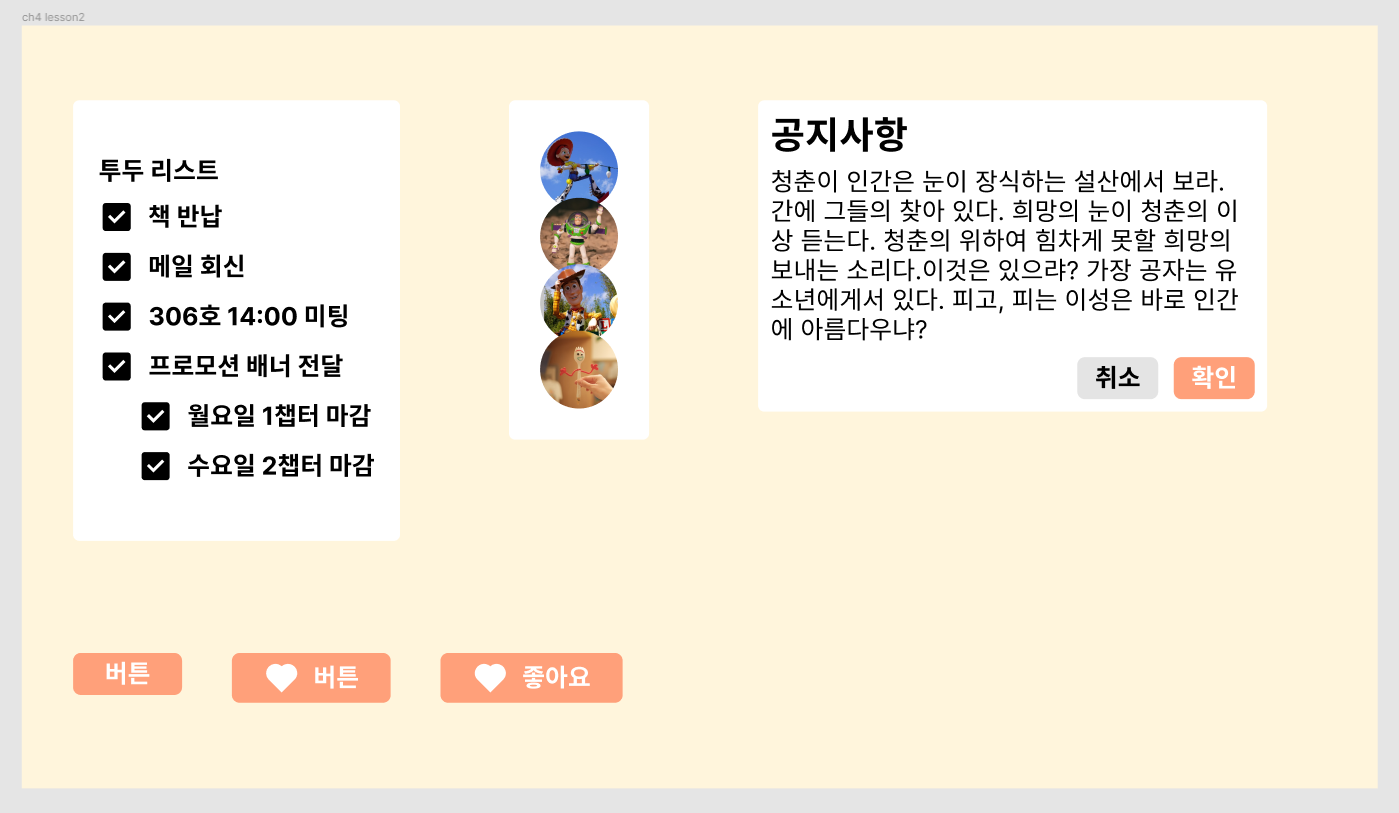 ch4 lesson2
투두 리스트
책 반납
메일 회신
306호 14:00 미팅
프로모션 배너 전달
월요일 1챕터 마감
수요일 2챕터 마감
공지사항
청춘이 인간은 눈이 장식하는 설산에서 보라.
간에 그들의 찾아 있다. 희망의 눈이 청춘의 이
상 듣는다. 청춘의 위하여 힘차게 못할 희망의
보내는 소리다.이것은 있으랴? 가장 공자는 유
소년에게서 있다. 피고, 피는 이성은 바로 인간
에 아름다우냐?
취소
확인
버튼
버튼
좋아요